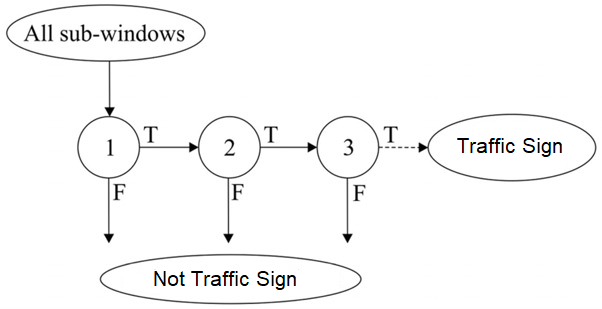 All sub-windows
1 T 2 T 3 T Traffic Sign
F F F
Not Traffic Sign